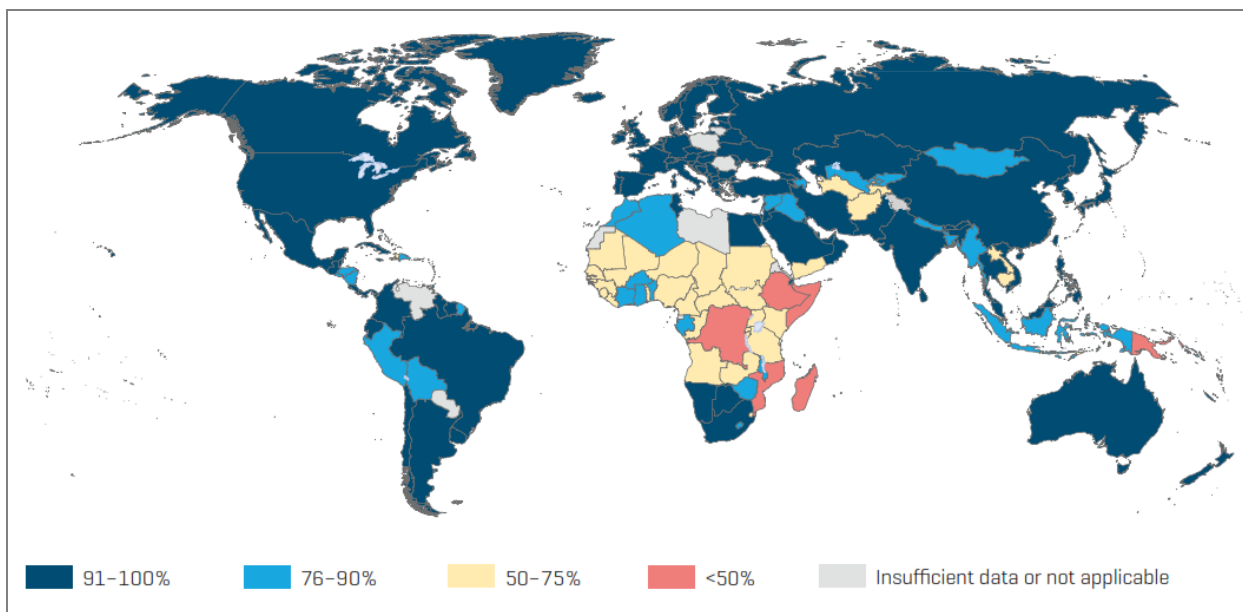 91–100% 76–90% 50–75% <50% Insufficient data or not applicable